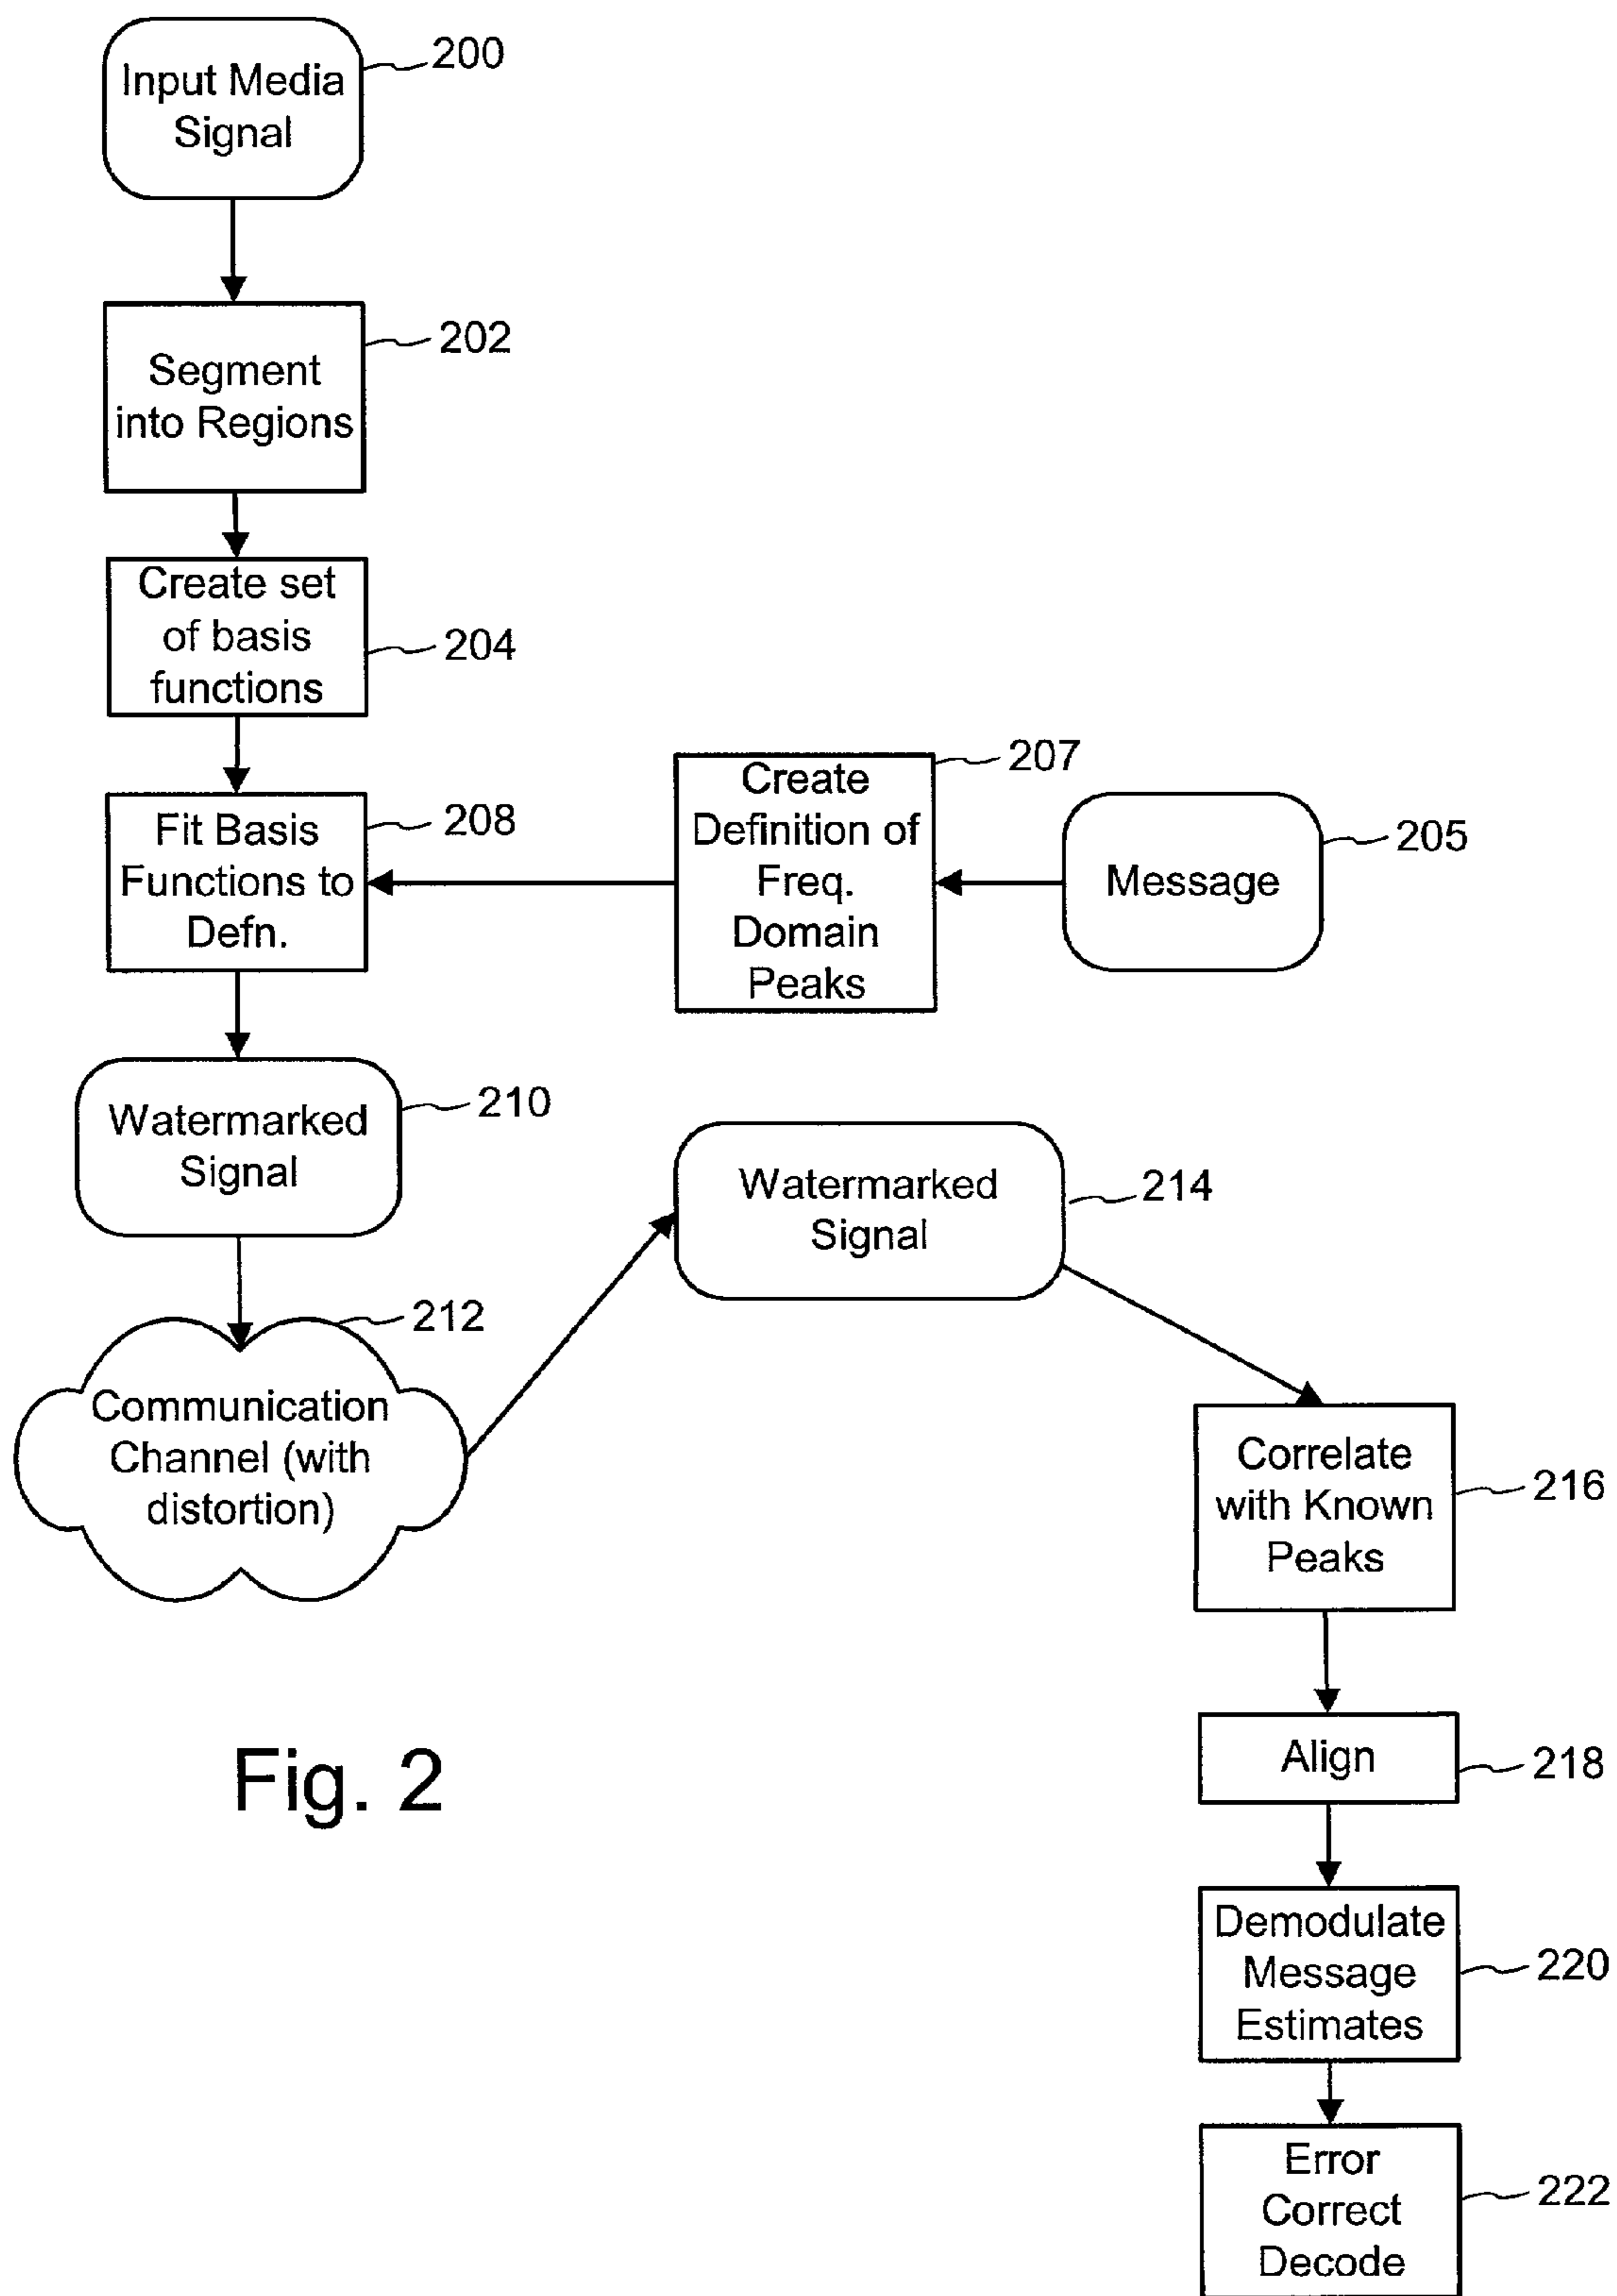 Input Media
Signal
200
Segment
into Regions
202
Create set
of basis
functions
204
Fit Basis
Functions to
Defn.
208
Create
Definition of
Freq.
Domain
Peaks
207
Message
205
Watermarked
Signal
210
Watermarked
Signal
214
Communication
Channel (with
distortion)
212
Correlate
with Known
Peaks
216
Align
218
Demodulate
Message
Estimates
220
Error
Correct
Decode
222
Fig. 2